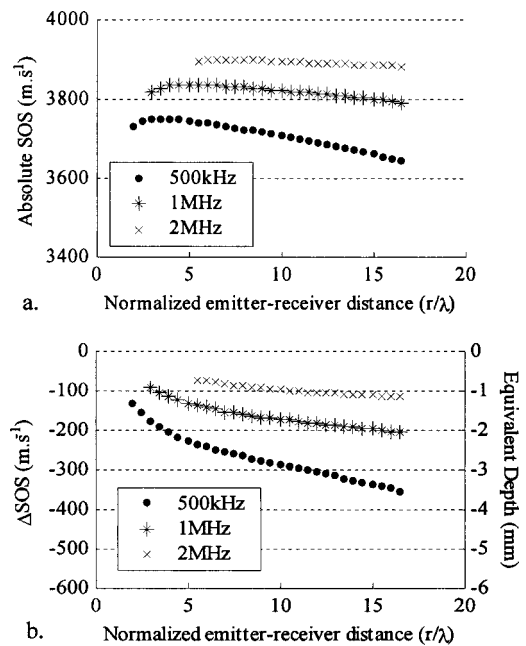 4000
3800
3600
3400
Absolute SOS (m.s⁻¹)
500kHz
1MHz
2MHz
0 5 10 15 20
a. Normalized emitter-receiver distance (r/λ)
0 0
-100 -1
-200 -2
-300 -3
-400 -4
-500 -5
-600 -6
ΔSOS (m.s⁻¹)
Equivalent Depth (mm)
500kHz
1MHz
2MHz
0 5 10 15 20
b. Normalized emitter-receiver distance (r/λ)